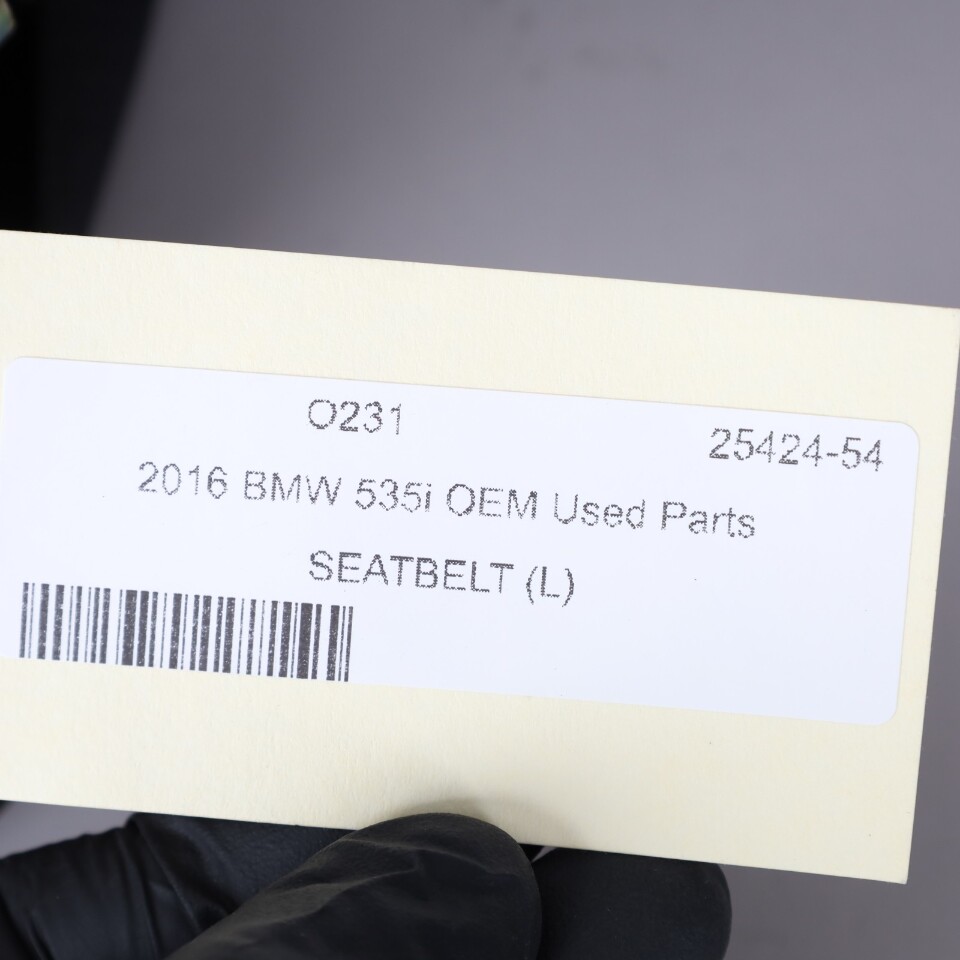 O231
25424-54
2016 BMW 535i OEM Used Parts
SEATBELT (L)